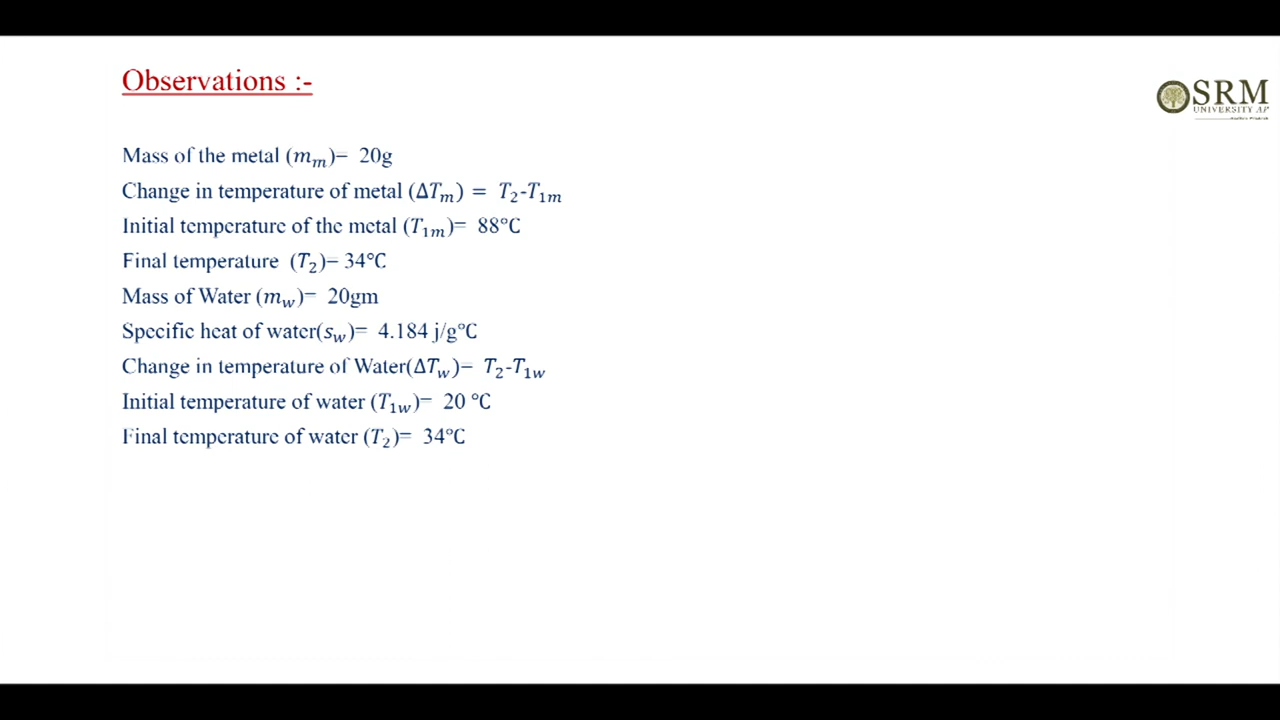 Observations :-
SRM
UNIVERSITY AP
Mass of the metal (m_m)= 20g
Change in temperature of metal (ΔT_m) = T_2-T_1m
Initial temperature of the metal (T_1m)= 88°C
Final temperature (T_2)= 34°C
Mass of Water (m_w)= 20gm
Specific heat of water(s_w)= 4.184 j/g°C
Change in temperature of Water(ΔT_w)= T_2-T_1w
Initial temperature of water (T_1w)= 20 °C
Final temperature of water (T_2)= 34°C